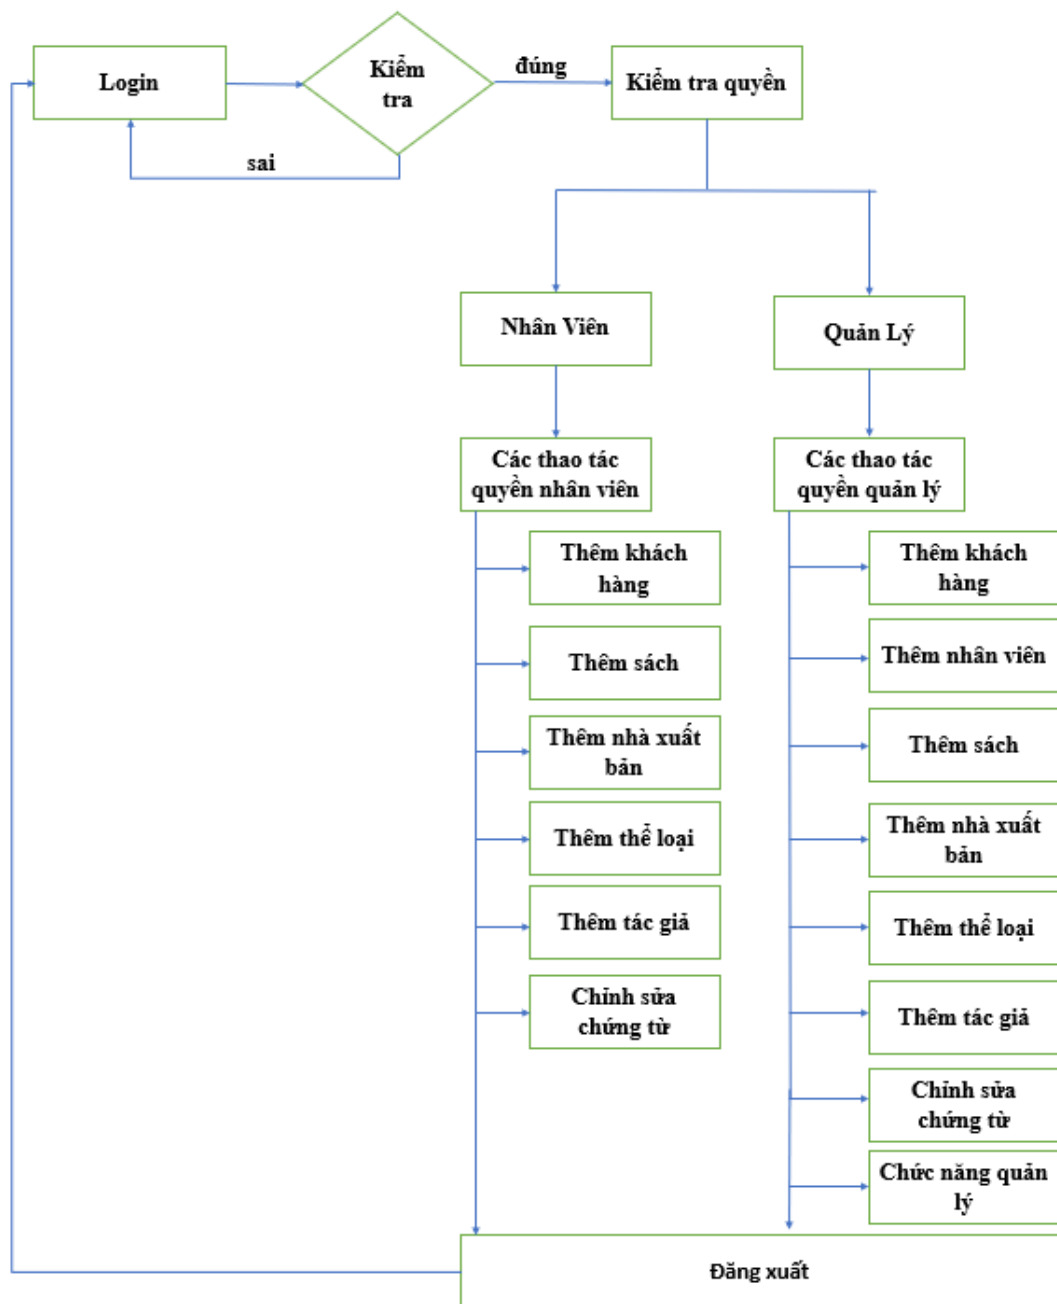 Login
Kiểm
tra
đúng
Kiểm tra quyền
sai
Nhân Viên
Quản Lý
Các thao tác
quyền nhân viên
Các thao tác
quyền quản lý
Thêm khách
hàng
Thêm sách
Thêm nhà xuất
bản
Thêm thể loại
Thêm tác giả
Chỉnh sửa
chứng từ
Thêm khách
hàng
Thêm nhân viên
Thêm sách
Thêm nhà xuất
bản
Thêm thể loại
Thêm tác giả
Chỉnh sửa
chứng từ
Chức năng quản
lý
Đăng xuất